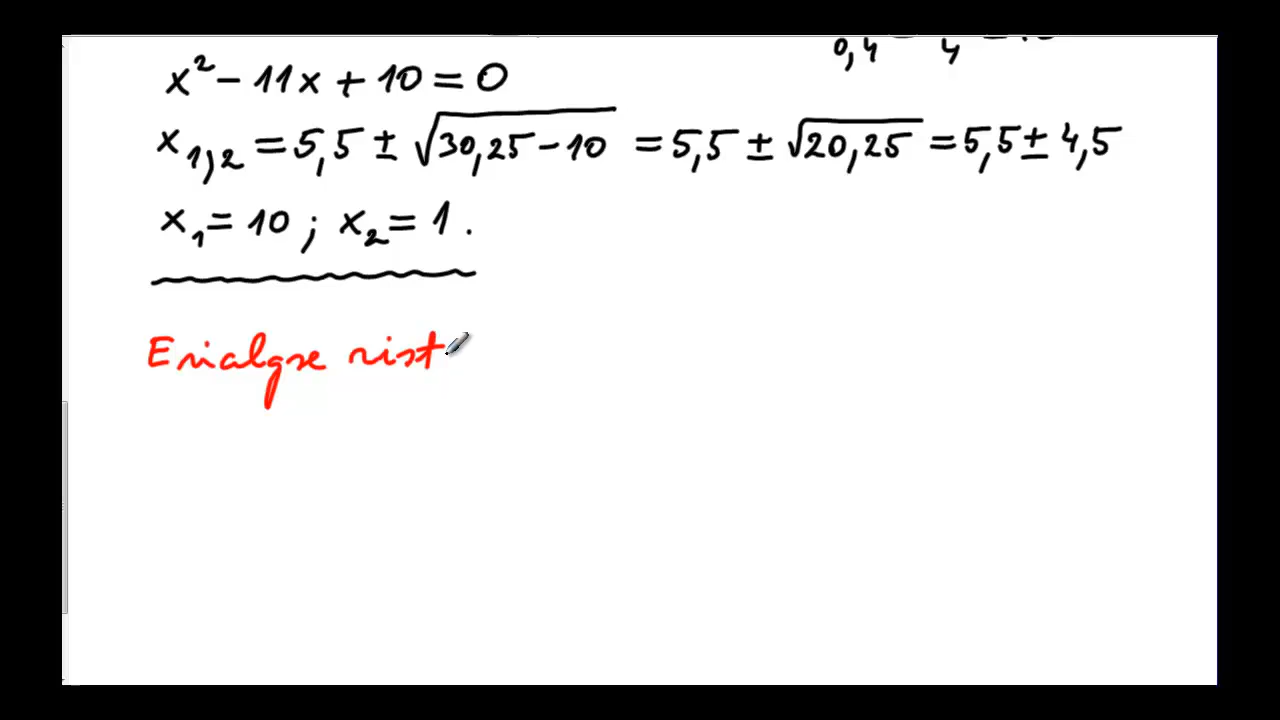 x² - 11x + 10 = 0
x₁,₂ = 5,5 ± √30,25 - 10 = 5,5 ± √20,25 = 5,5 ± 4,5
x₁ = 10 ; x₂ = 1 .
Erialgse rist